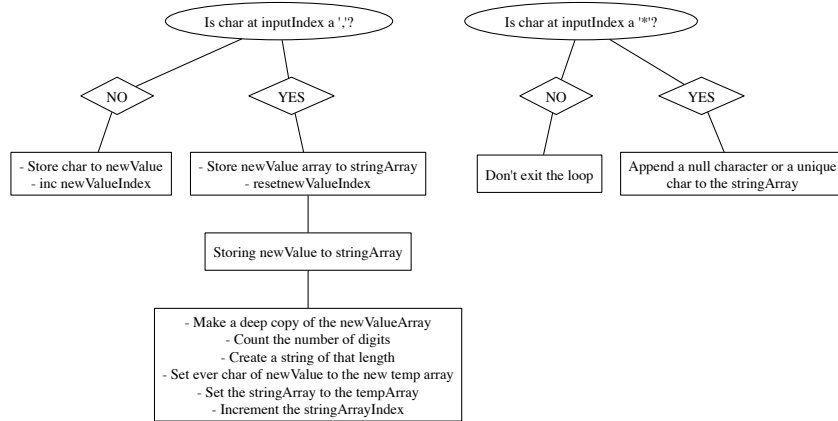 Is char at inputIndex a ','?
NO
YES
- Store char to newValue
- inc newValueIndex
- Store newValue array to stringArray
- resetnewValueIndex
Storing newValue to stringArray
- Make a deep copy of the newValueArray
- Count the number of digits
- Create a string of that length
- Set ever char of newValue to the new temp array
- Set the stringArray to the tempArray
- Increment the stringArrayIndex
Is char at inputIndex a '*'?
NO
YES
Don't exit the loop
Append a null character or a unique
char to the stringArray